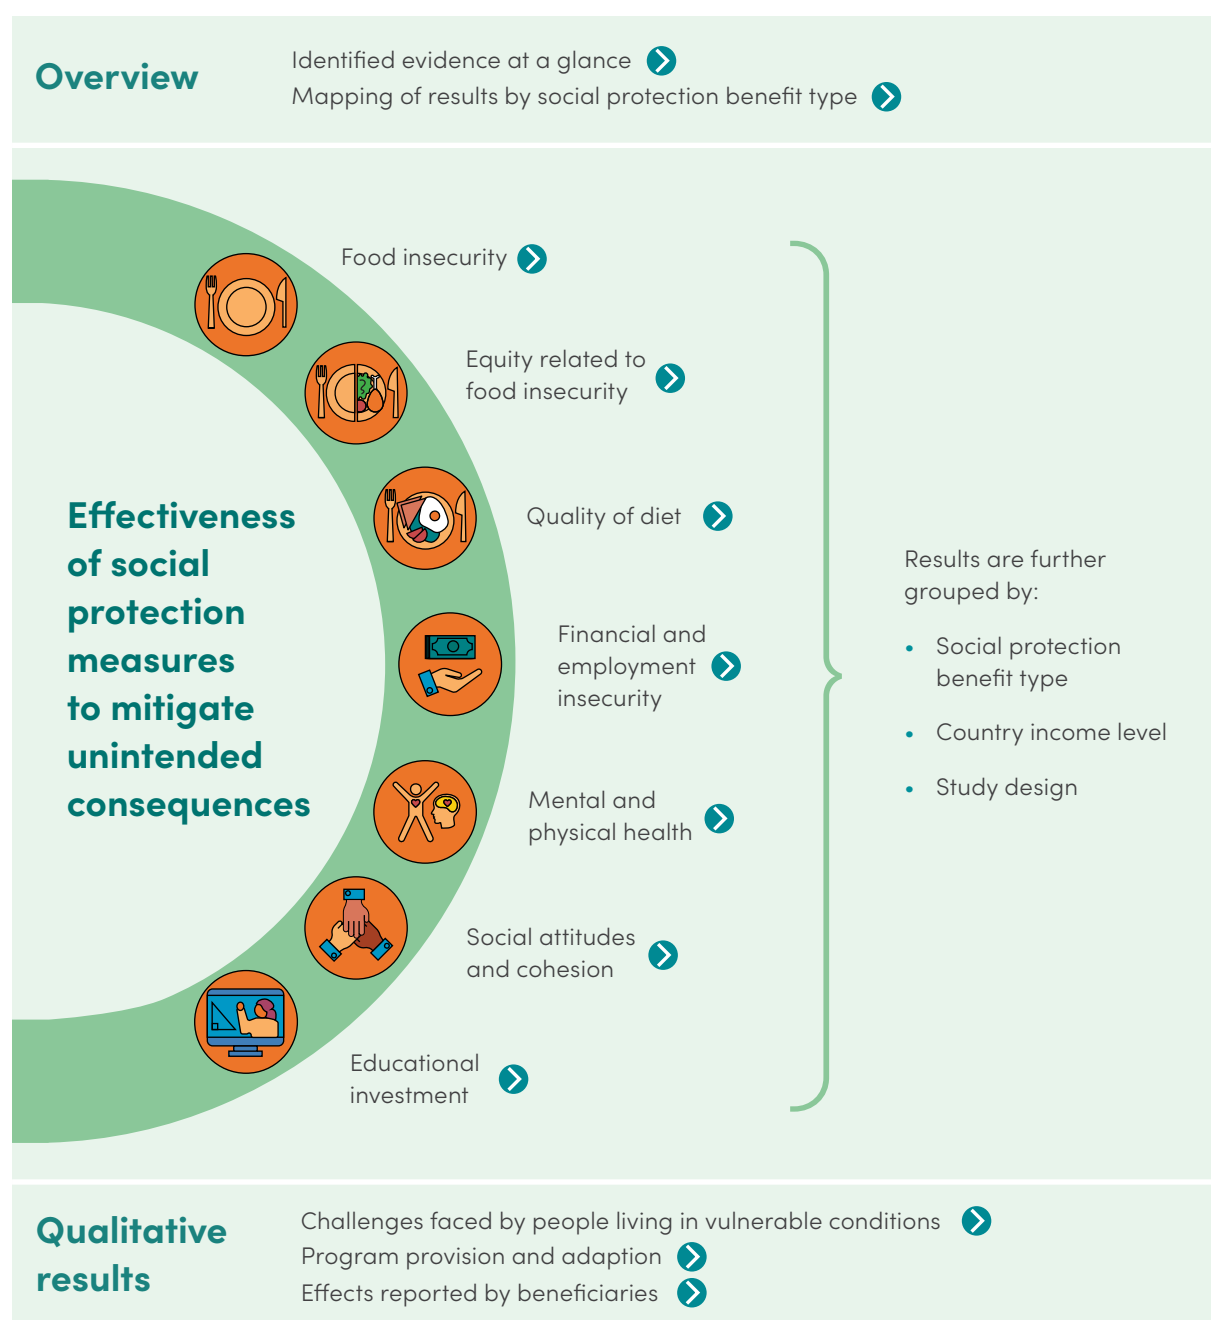 Overview
Identified evidence at a glance
Mapping of results by social protection benefit type
Effectiveness
of social
protection
measures
to mitigate
unintended
consequences
Food insecurity
Equity related to
food insecurity
Quality of diet
Financial and
employment
insecurity
Mental and
physical health
Social attitudes
and cohesion
Educational
investment
Results are further
grouped by:
• Social protection
benefit type
• Country income level
• Study design
Qualitative
results
Challenges faced by people living in vulnerable conditions
Program provision and adaption
Effects reported by beneficiaries